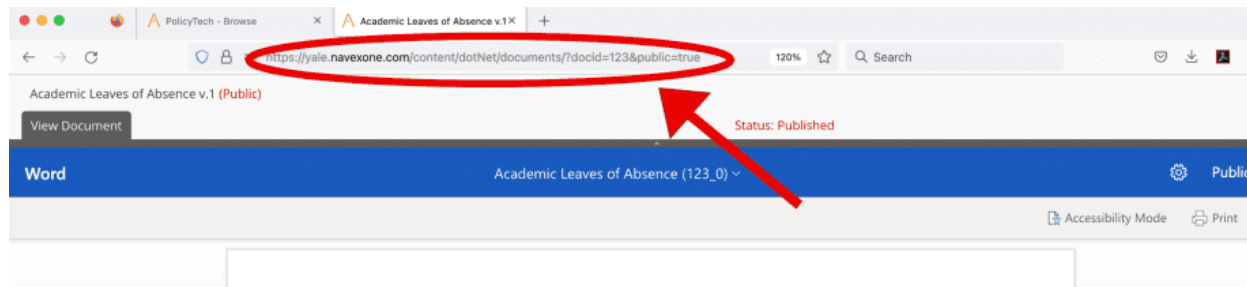 PolicyTech - Browse
Academic Leaves of Absence v.1
https://yale.navexone.com/content/dotNet/documents/?docid=123&public=true
120%
Search
Academic Leaves of Absence v.1 (Public)
View Document
Status: Published
Word
Academic Leaves of Absence (123_0)
Public
Accessibility Mode
Print